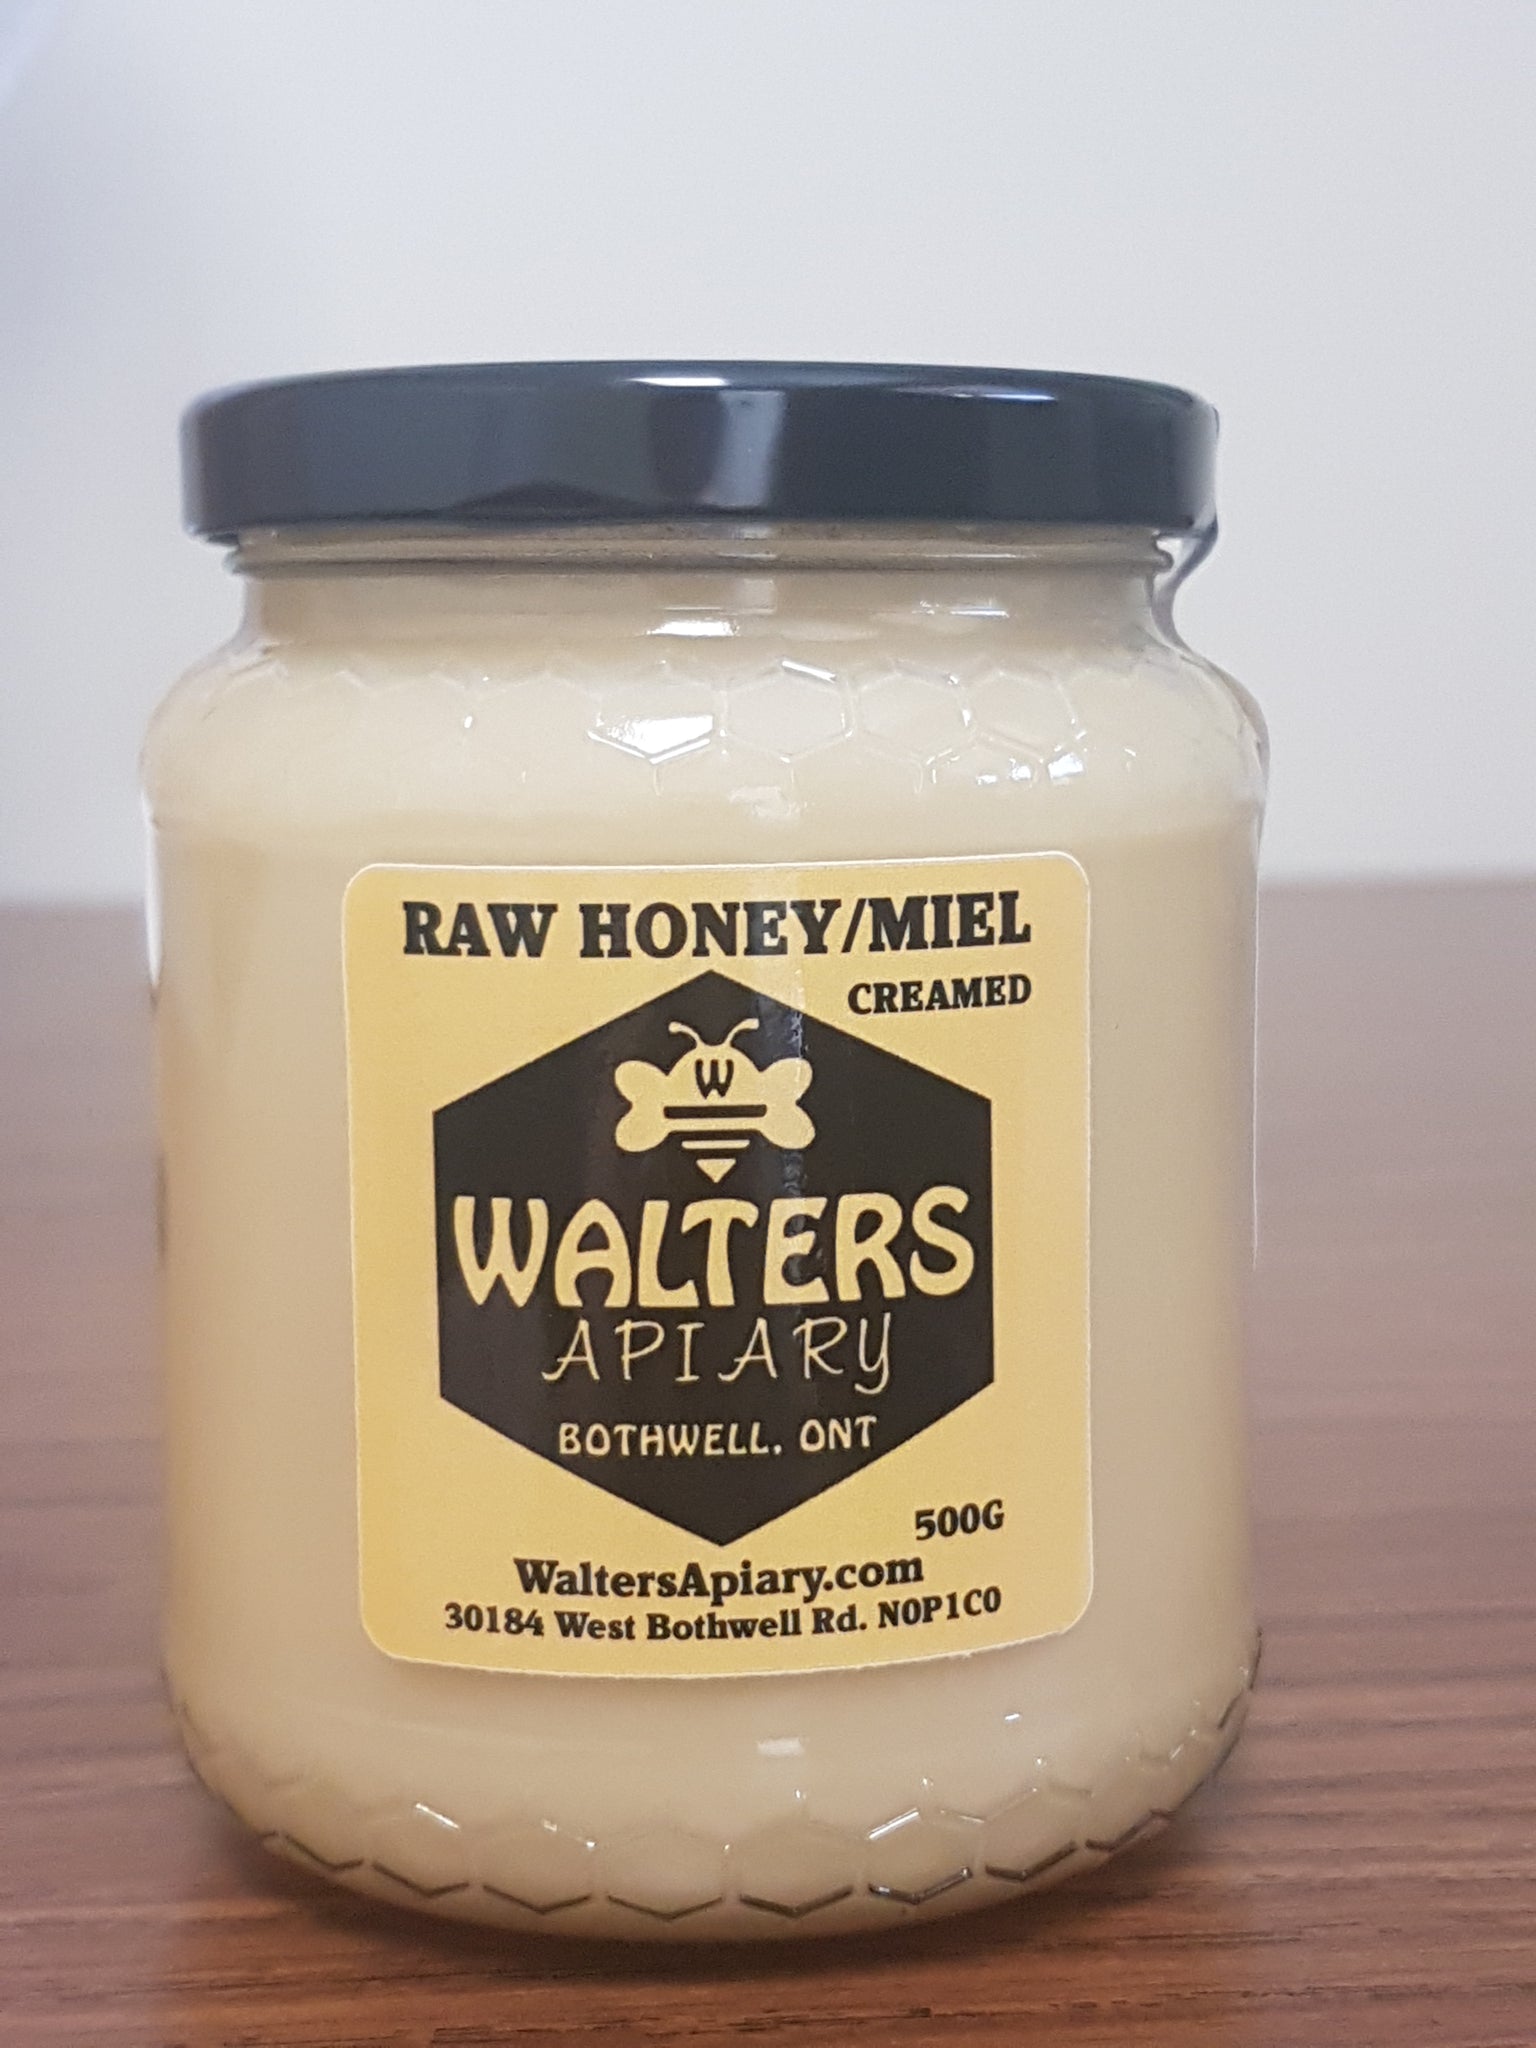 RAW HONEY/MIEL
CREAMED
W
WALTERS
APIARY
BOTHWELL, ONT
500G
WaltersApiary.com
30184 West Bothwell Rd. N0P1C0